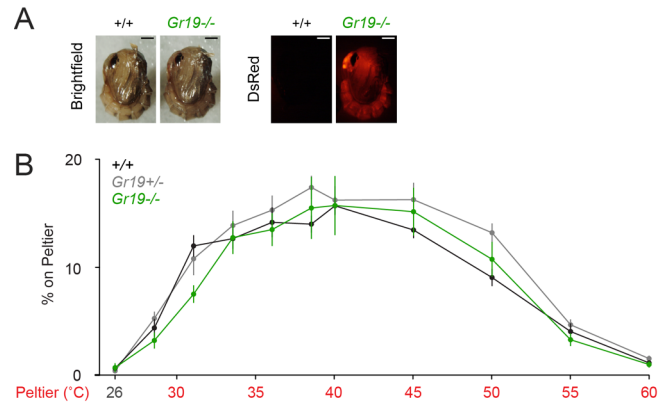 A
+/+ Gr19-/- +/+ Gr19-/-
Brightfield
DsRed
B
+/+
Gr19+/-
Gr19-/-
% on Peltier
20
10
0
Peltier (˚C) 26 30 35 40 45 50 55 60